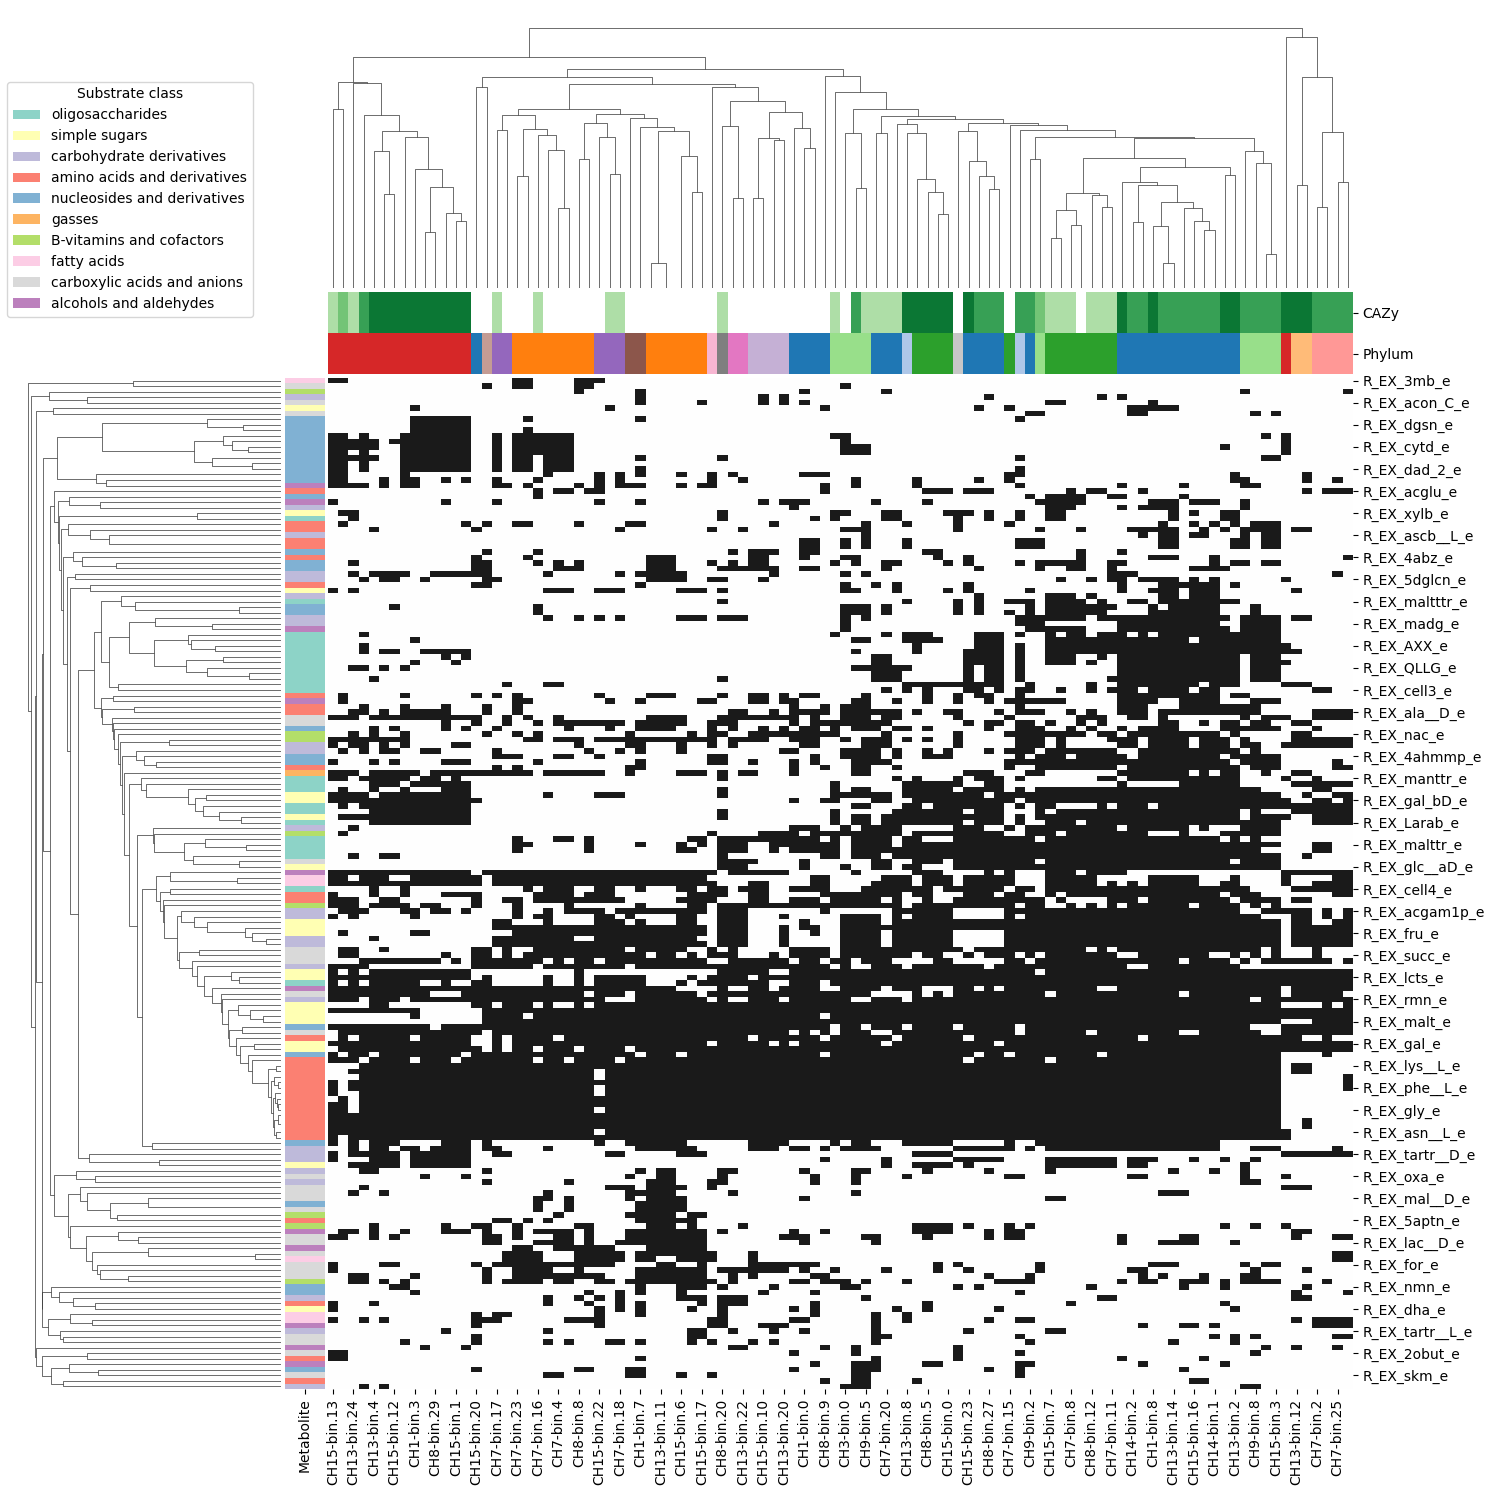 Substrate class
oligosaccharides
simple sugars
carbohydrate derivatives
amino acids and derivatives
nucleosides and derivatives
gasses
B-vitamins and cofactors
fatty acids
carboxylic acids and anions
alcohols and aldehydes
CAZy
Phylum
R_EX_3mb_e
R_EX_acon_C_e
R_EX_dgsn_e
R_EX_cytd_e
R_EX_dad_2_e
R_EX_acglu_e
R_EX_xylb_e
R_EX_ascb__L_e
R_EX_4abz_e
R_EX_5dglcn_e
R_EX_maltttr_e
R_EX_madg_e
R_EX_AXX_e
R_EX_QLLG_e
R_EX_cell3_e
R_EX_ala__D_e
R_EX_nac_e
R_EX_4ahmmp_e
R_EX_manttr_e
R_EX_gal_bD_e
R_EX_Larab_e
R_EX_malttr_e
R_EX_glc__aD_e
R_EX_cell4_e
R_EX_acgam1p_e
R_EX_fru_e
R_EX_succ_e
R_EX_lcts_e
R_EX_rmn_e
R_EX_malt_e
R_EX_gal_e
R_EX_lys__L_e
R_EX_phe__L_e
R_EX_gly_e
R_EX_asn__L_e
R_EX_tartr__D_e
R_EX_oxa_e
R_EX_mal__D_e
R_EX_5aptn_e
R_EX_lac__D_e
R_EX_for_e
R_EX_nmn_e
R_EX_dha_e
R_EX_tartr__L_e
R_EX_2obut_e
R_EX_skm_e
Metabolite
CH15-bin.13
CH13-bin.24
CH13-bin.4
CH15-bin.12
CH1-bin.3
CH8-bin.29
CH15-bin.1
CH15-bin.20
CH7-bin.17
CH7-bin.23
CH7-bin.16
CH7-bin.4
CH8-bin.8
CH15-bin.22
CH7-bin.18
CH1-bin.7
CH13-bin.11
CH15-bin.6
CH15-bin.17
CH8-bin.20
CH13-bin.22
CH15-bin.10
CH13-bin.20
CH1-bin.0
CH8-bin.9
CH3-bin.0
CH9-bin.5
CH7-bin.20
CH13-bin.8
CH8-bin.5
CH15-bin.0
CH15-bin.23
CH8-bin.27
CH7-bin.15
CH9-bin.2
CH15-bin.7
CH7-bin.8
CH8-bin.12
CH7-bin.11
CH14-bin.2
CH1-bin.8
CH13-bin.14
CH15-bin.16
CH14-bin.1
CH13-bin.2
CH9-bin.8
CH15-bin.3
CH13-bin.12
CH7-bin.2
CH7-bin.25